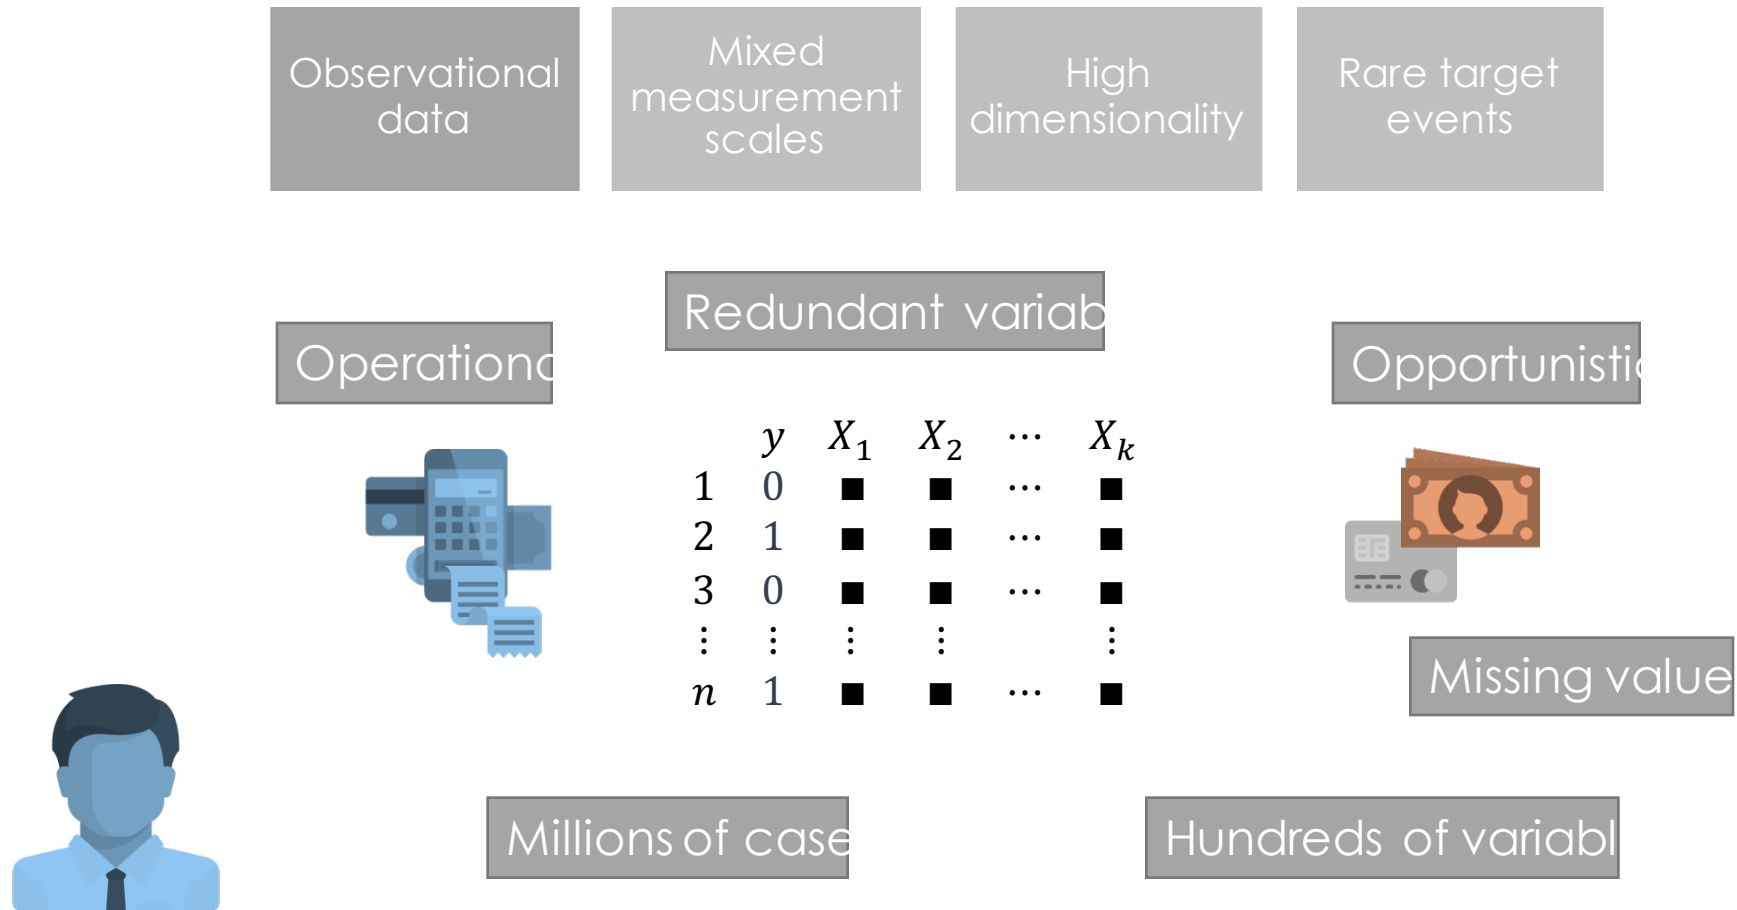 Observational
data
Mixed
measurement
scales
High
dimensionality
Rare target
events
Redundant variab
Operationa
Opportunistic
y X₁ X₂ ⋯ Xₖ
1 0 ■ ■ ⋯ ■
2 1 ■ ■ ⋯ ■
3 0 ■ ■ ⋯ ■
⋮ ⋮ ⋮ ⋮ ⋮
n 1 ■ ■ ⋯ ■
Missing value
Millions of case
Hundreds of variabl